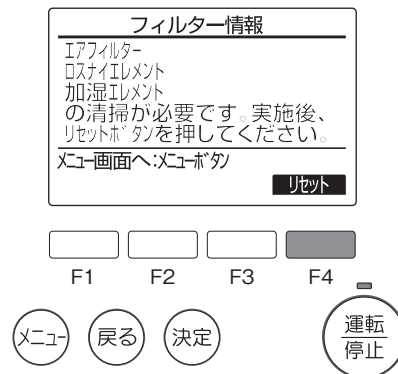 フィルター情報
ｴｱﾌｨﾙﾀｰ
ﾛｽﾅｲｴﾚﾒﾝﾄ
加湿ｴﾚﾒﾝﾄ
の清掃が必要です。実施後、
ﾘｾｯﾄﾎﾞﾀﾝを押してください。
ﾒﾆｭｰ画面へ:ﾒﾆｭｰﾎﾞﾀﾝ
ﾘｾｯﾄ
F1 F2 F3 F4
メニュー 戻る 決定 運転
停止